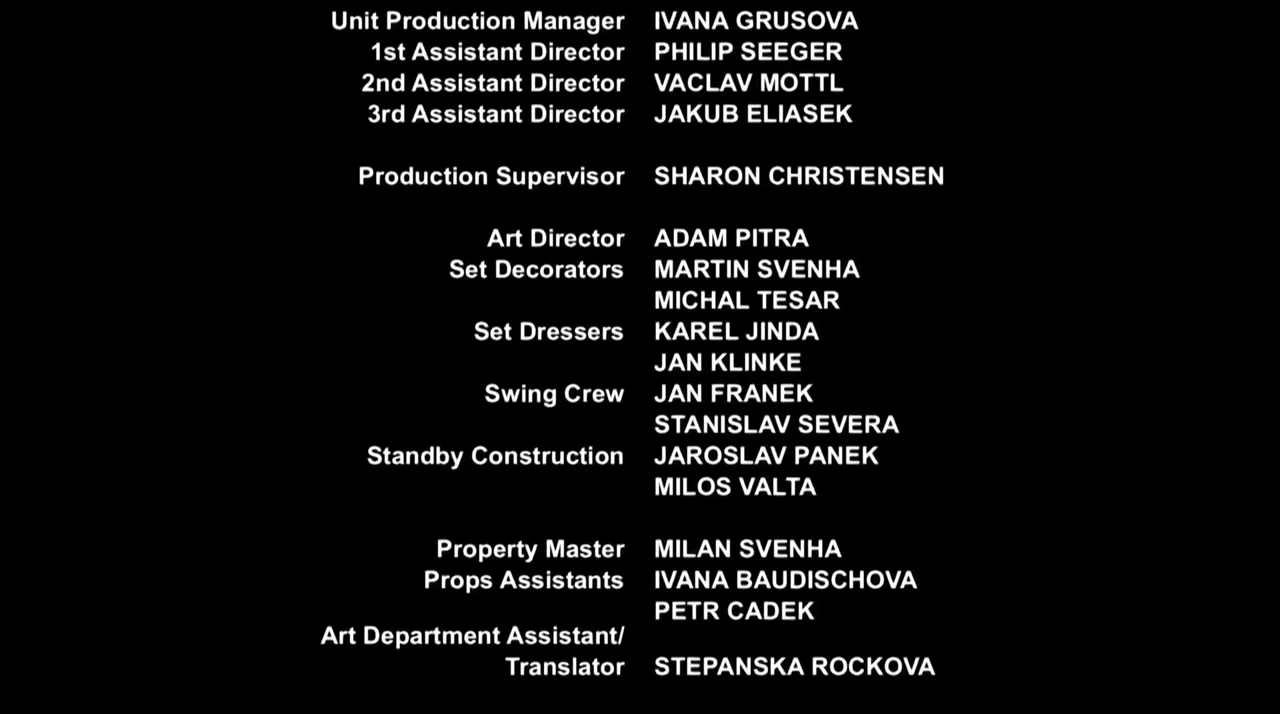 Unit Production Manager IVANA GRUSOVA
1st Assistant Director PHILIP SEEGER
2nd Assistant Director VACLAV MOTTL
3rd Assistant Director JAKUB ELIASEK
Production Supervisor SHARON CHRISTENSEN
Art Director ADAM PITRA
Set Decorators MARTIN SVENHA
MICHAL TESAR
Set Dressers KAREL JINDA
JAN KLINKE
Swing Crew JAN FRANEK
STANISLAV SEVERA
Standby Construction JAROSLAV PANEK
MILOS VALTA
Property Master MILAN SVENHA
Props Assistants IVANA BAUDISCHOVA
PETR CADEK
Art Department Assistant/
Translator STEPANSKA ROCKOVA